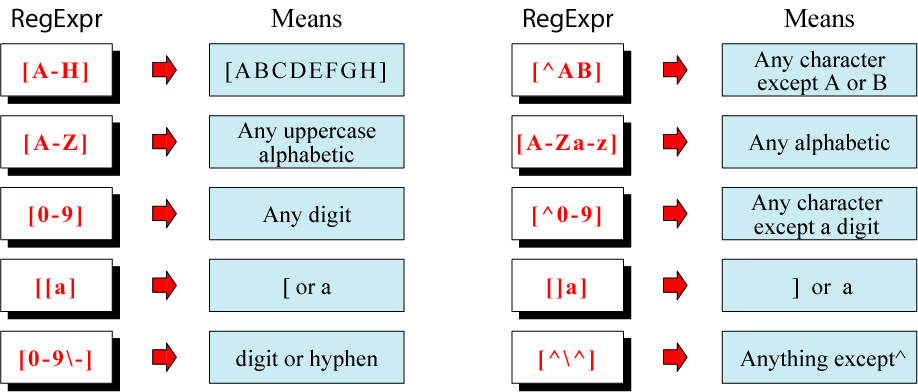 RegExpr Means RegExpr Means
[A-H] [ABCDEFGH] [^AB] Any character
except A or B
[A-Z] Any uppercase
alphabetic [A-Za-z] Any alphabetic
[0-9] Any digit [^0-9] Any character
except a digit
[[a] [ or a []a] ] or a
[0-9\-] digit or hyphen [^\^] Anything except^